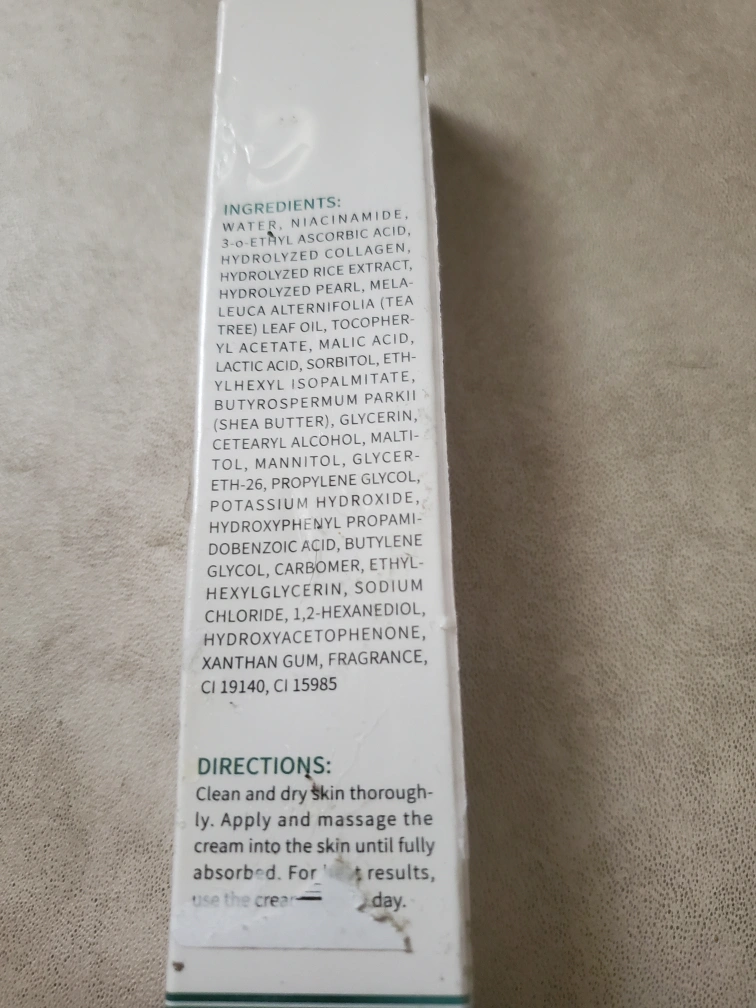 INGREDIENTS:
WATER, NIACINAMIDE,
3-o-ETHYL ASCORBIC ACID,
HYDROLYZED COLLAGEN,
HYDROLYZED RICE EXTRACT,
HYDROLYZED PEARL, MELA-
LEUCA ALTERNIFOLIA (TEA
TREE) LEAF OIL, TOCOPHER-
YL ACETATE, MALIC ACID,
LACTIC ACID, SORBITOL, ETH-
YLHEXYL ISOPALMITATE,
BUTYROSPERMUM PARKII
(SHEA BUTTER), GLYCERIN,
CETEARYL ALCOHOL, MALTI-
TOL, MANNITOL, GLYCER-
ETH-26, PROPYLENE GLYCOL,
POTASSIUM HYDROXIDE,
HYDROXYPHENYL PROPAMI-
DOBENZOIC ACID, BUTYLENE
GLYCOL, CARBOMER, ETHYL-
HEXYLGLYCERIN, SODIUM
CHLORIDE, 1,2-HEXANEDIOL,
HYDROXYACETOPHENONE,
XANTHAN GUM, FRAGRANCE,
CI 19140, CI 15985
DIRECTIONS:
Clean and dry skin thorough-
ly. Apply and massage the
cream into the skin until fully
absorbed. For results,
use the cream day.